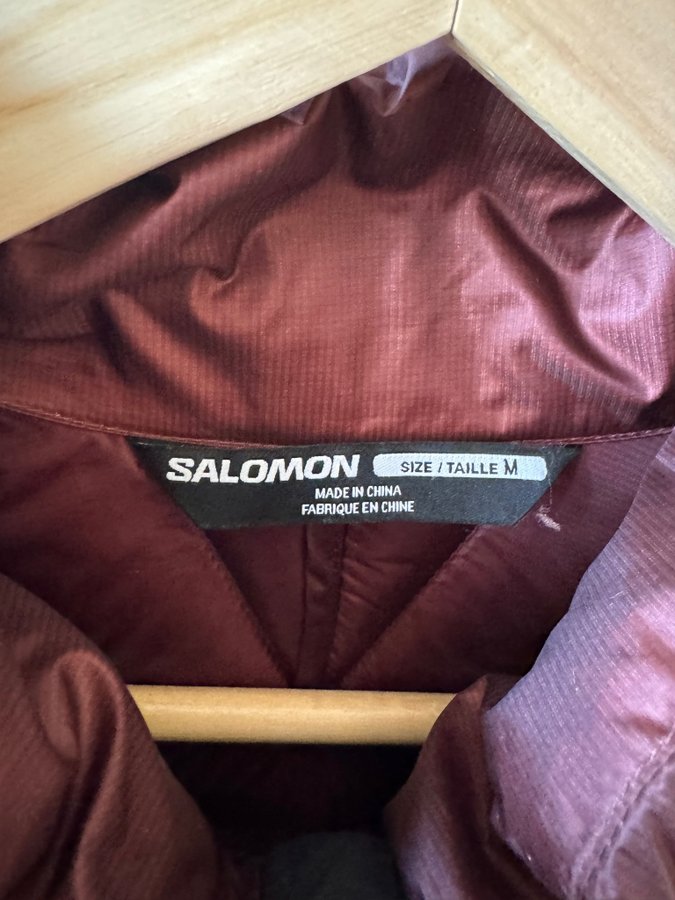 SALOMON SIZE / TAILLE M
MADE IN CHINA
FABRIQUE EN CHINE